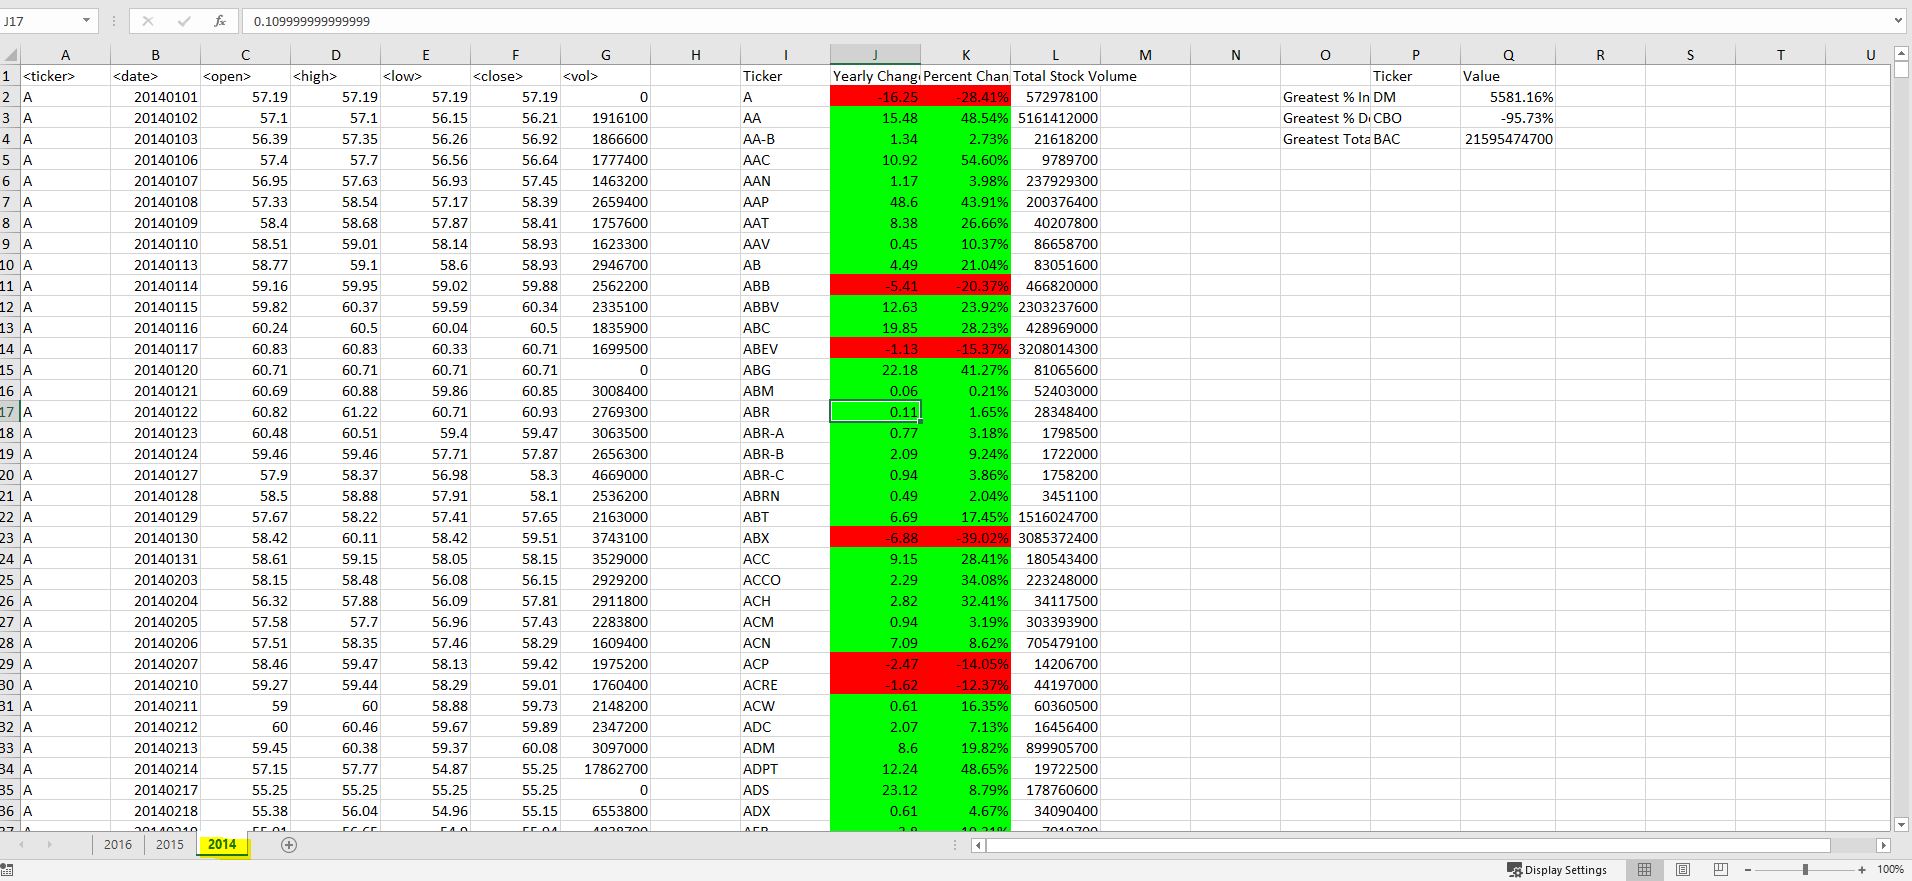 J17 fx 0.109999999999999
A B C D E F G H I J K L M N O P Q R S T U
1 <ticker> <date> <open> <high> <low> <close> <vol> Ticker Yearly Chang Percent Chan Total Stock Volume Ticker Value
2 A 20140101 57.19 57.19 57.19 57.19 0 A -16.25 -28.41% 572978100 Greatest % In DM 5581.16%
3 A 20140102 57.1 57.1 56.15 56.21 1916100 AA 15.48 48.54% 5161412000 Greatest % De CBO -95.73%
4 A 20140103 56.39 57.35 56.26 56.92 1866600 AA-B 1.34 2.73% 21618200 Greatest Tota BAC 21595474700
5 A 20140106 57.4 57.7 56.56 56.64 1777400 AAC 10.92 54.60% 9789700
6 A 20140107 56.95 57.63 56.93 57.45 1463200 AAN 1.17 3.98% 237929300
7 A 20140108 57.33 58.54 57.17 58.39 2659400 AAP 48.6 43.91% 200376400
8 A 20140109 58.4 58.68 57.87 58.41 1757600 AAT 8.38 26.66% 40207800
9 A 20140110 58.51 59.01 58.14 58.93 1623300 AAV 0.45 10.37% 86658700
10 A 20140113 58.77 59.1 58.6 58.93 2946700 AB 4.49 21.04% 83051600
11 A 20140114 59.16 59.95 59.02 59.88 2562200 ABB -5.41 -20.37% 466820000
12 A 20140115 59.82 60.37 59.59 60.34 2335100 ABBV 12.63 23.92% 2303237600
13 A 20140116 60.24 60.5 60.04 60.5 1835900 ABC 19.85 28.23% 428969000
14 A 20140117 60.83 60.83 60.33 60.71 1699500 ABEV -1.13 -15.37% 3208014300
15 A 20140120 60.71 60.71 60.71 60.71 0 ABG 22.18 41.27% 81065600
16 A 20140121 60.69 60.88 59.86 60.85 3008400 ABM 0.06 0.21% 52403000
17 A 20140122 60.82 61.22 60.71 60.93 2769300 ABR 0.11 1.65% 28348400
18 A 20140123 60.48 60.51 59.4 59.47 3063500 ABR-A 0.77 3.18% 1798500
19 A 20140124 59.46 59.46 57.71 57.87 2656300 ABR-B 2.09 9.24% 1722000
20 A 20140127 57.9 58.37 56.98 58.3 4669000 ABR-C 0.94 3.86% 1758200
21 A 20140128 58.5 58.88 57.91 58.1 2536200 ABRN 0.49 2.04% 3451100
22 A 20140129 57.67 58.22 57.41 57.65 2163000 ABT 6.69 17.45% 1516024700
23 A 20140130 58.42 60.11 58.42 59.51 3743100 ABX -6.88 -39.02% 3085372400
24 A 20140131 58.61 59.15 58.05 58.15 3529000 ACC 9.15 28.41% 180543400
25 A 20140203 58.15 58.48 56.08 56.15 2929200 ACCO 2.29 34.08% 223248000
26 A 20140204 56.32 57.88 56.09 57.81 2911800 ACH 2.82 32.41% 34117500
27 A 20140205 57.58 57.7 56.96 57.43 2283800 ACM 0.94 3.19% 303393900
28 A 20140206 57.51 58.35 57.46 58.29 1609400 ACN 7.09 8.62% 705479100
29 A 20140207 58.46 59.47 58.13 59.42 1975200 ACP -2.47 -14.05% 14206700
30 A 20140210 59.27 59.44 58.29 59.01 1760400 ACRE -1.62 -12.37% 44197000
31 A 20140211 59 60 58.88 59.73 2148200 ACW 0.61 16.35% 60360500
32 A 20140212 60 60.46 59.67 59.89 2347200 ADC 2.07 7.13% 16456400
33 A 20140213 59.45 60.38 59.37 60.08 3097000 ADM 8.6 19.82% 899905700
34 A 20140214 57.15 57.77 54.87 55.25 17862700 ADPT 12.24 48.65% 19722500
35 A 20140217 55.25 55.25 55.25 55.25 0 ADS 23.12 8.79% 178760600
36 A 20140218 55.38 56.04 54.96 55.15 6553800 ADX 0.61 4.67% 34090400
2016 2015 2014
Display Settings 100%